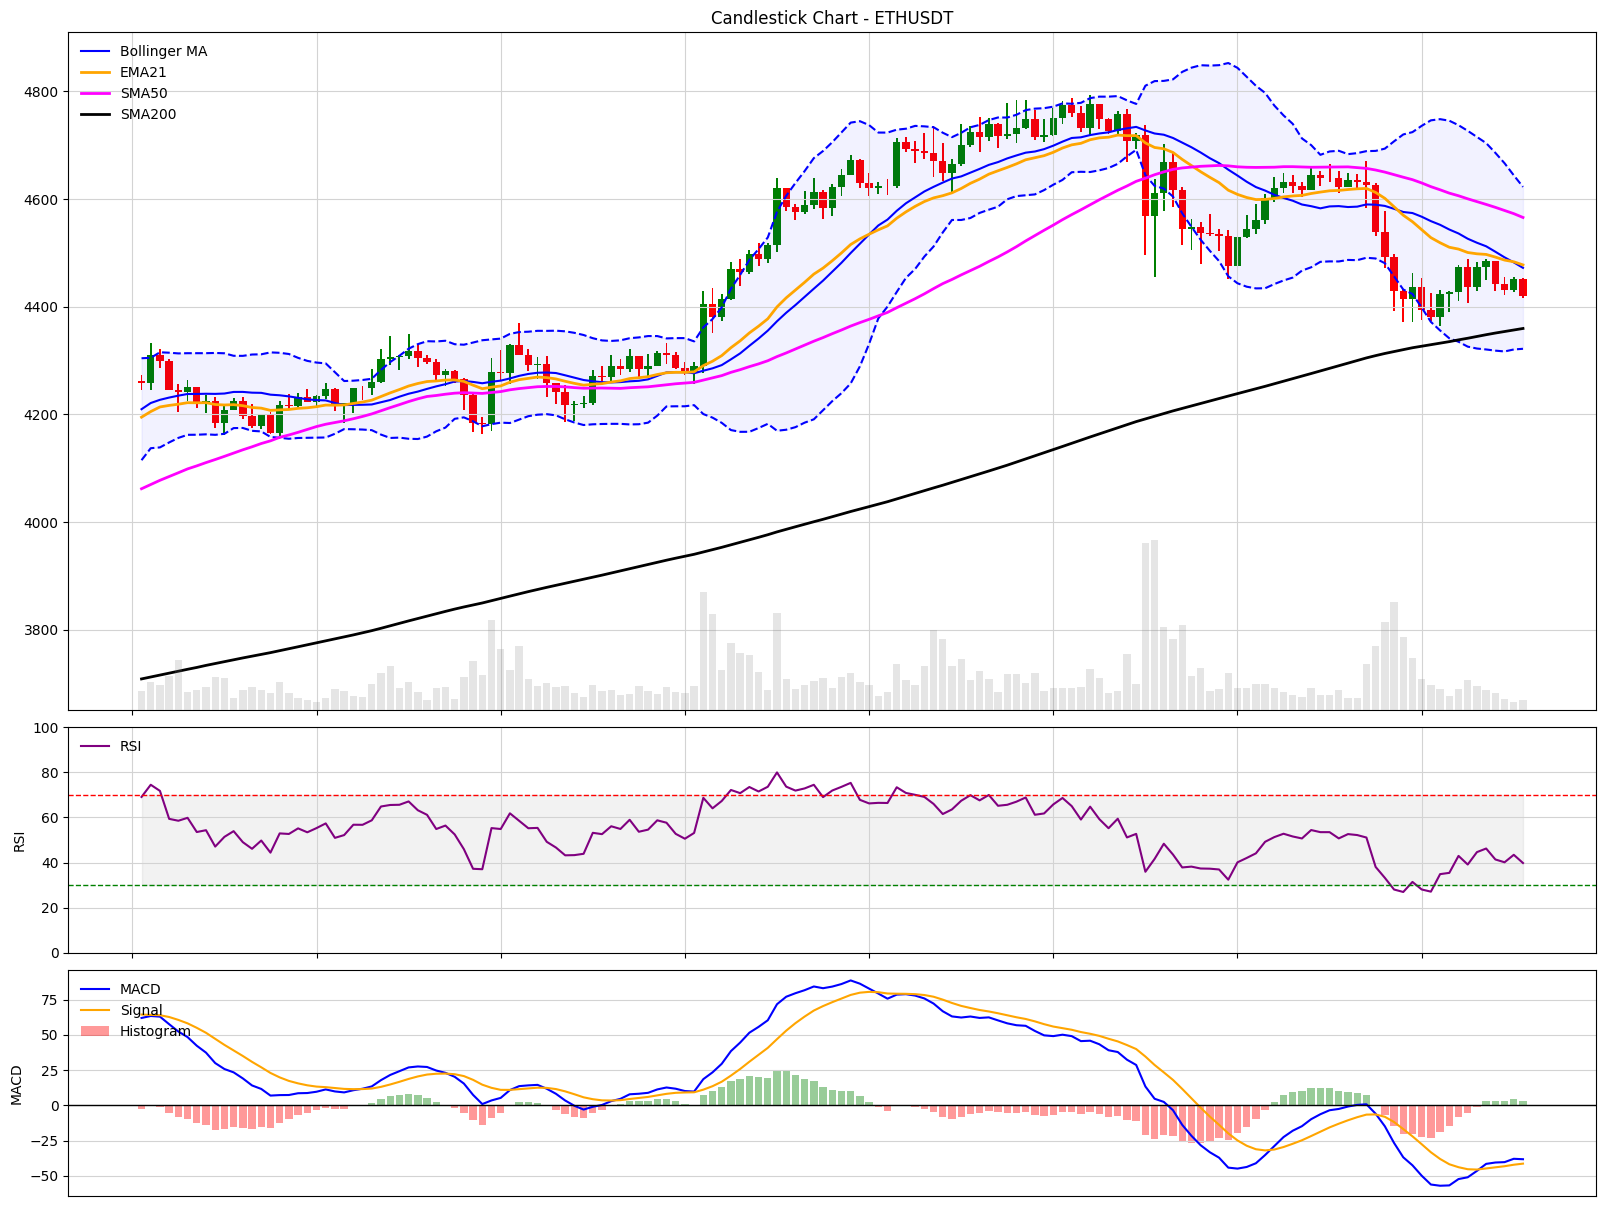 Candlestick Chart - ETHUSDT
Bollinger MA
EMA21
SMA50
SMA200
4800
4600
4400
4200
4000
3800
RSI
100
80
60
40
20
0
RSI
MACD
Signal
Histogram
75
50
25
0
−25
−50
MACD